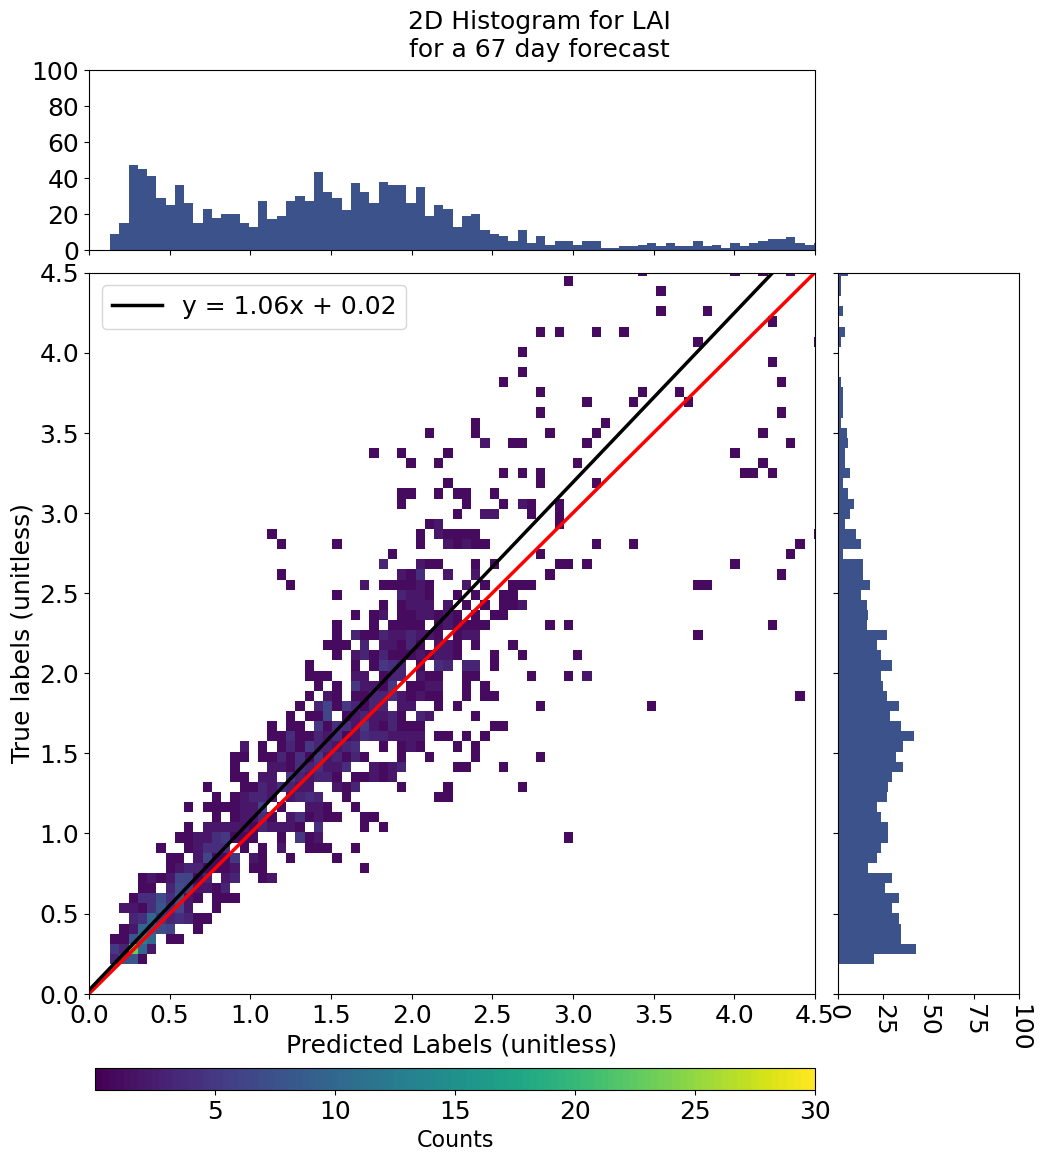 2D Histogram for LAI
for a 67 day forecast
100
80
60
40
20
0
4.5
4.0
3.5
3.0
2.5
2.0
1.5
1.0
0.5
0.0
True labels (unitless)
y = 1.06x + 0.02
0.0 0.5 1.0 1.5 2.0 2.5 3.0 3.5 4.0 4.5
Predicted Labels (unitless)
0 25 50 75 100
5 10 15 20 25 30
Counts